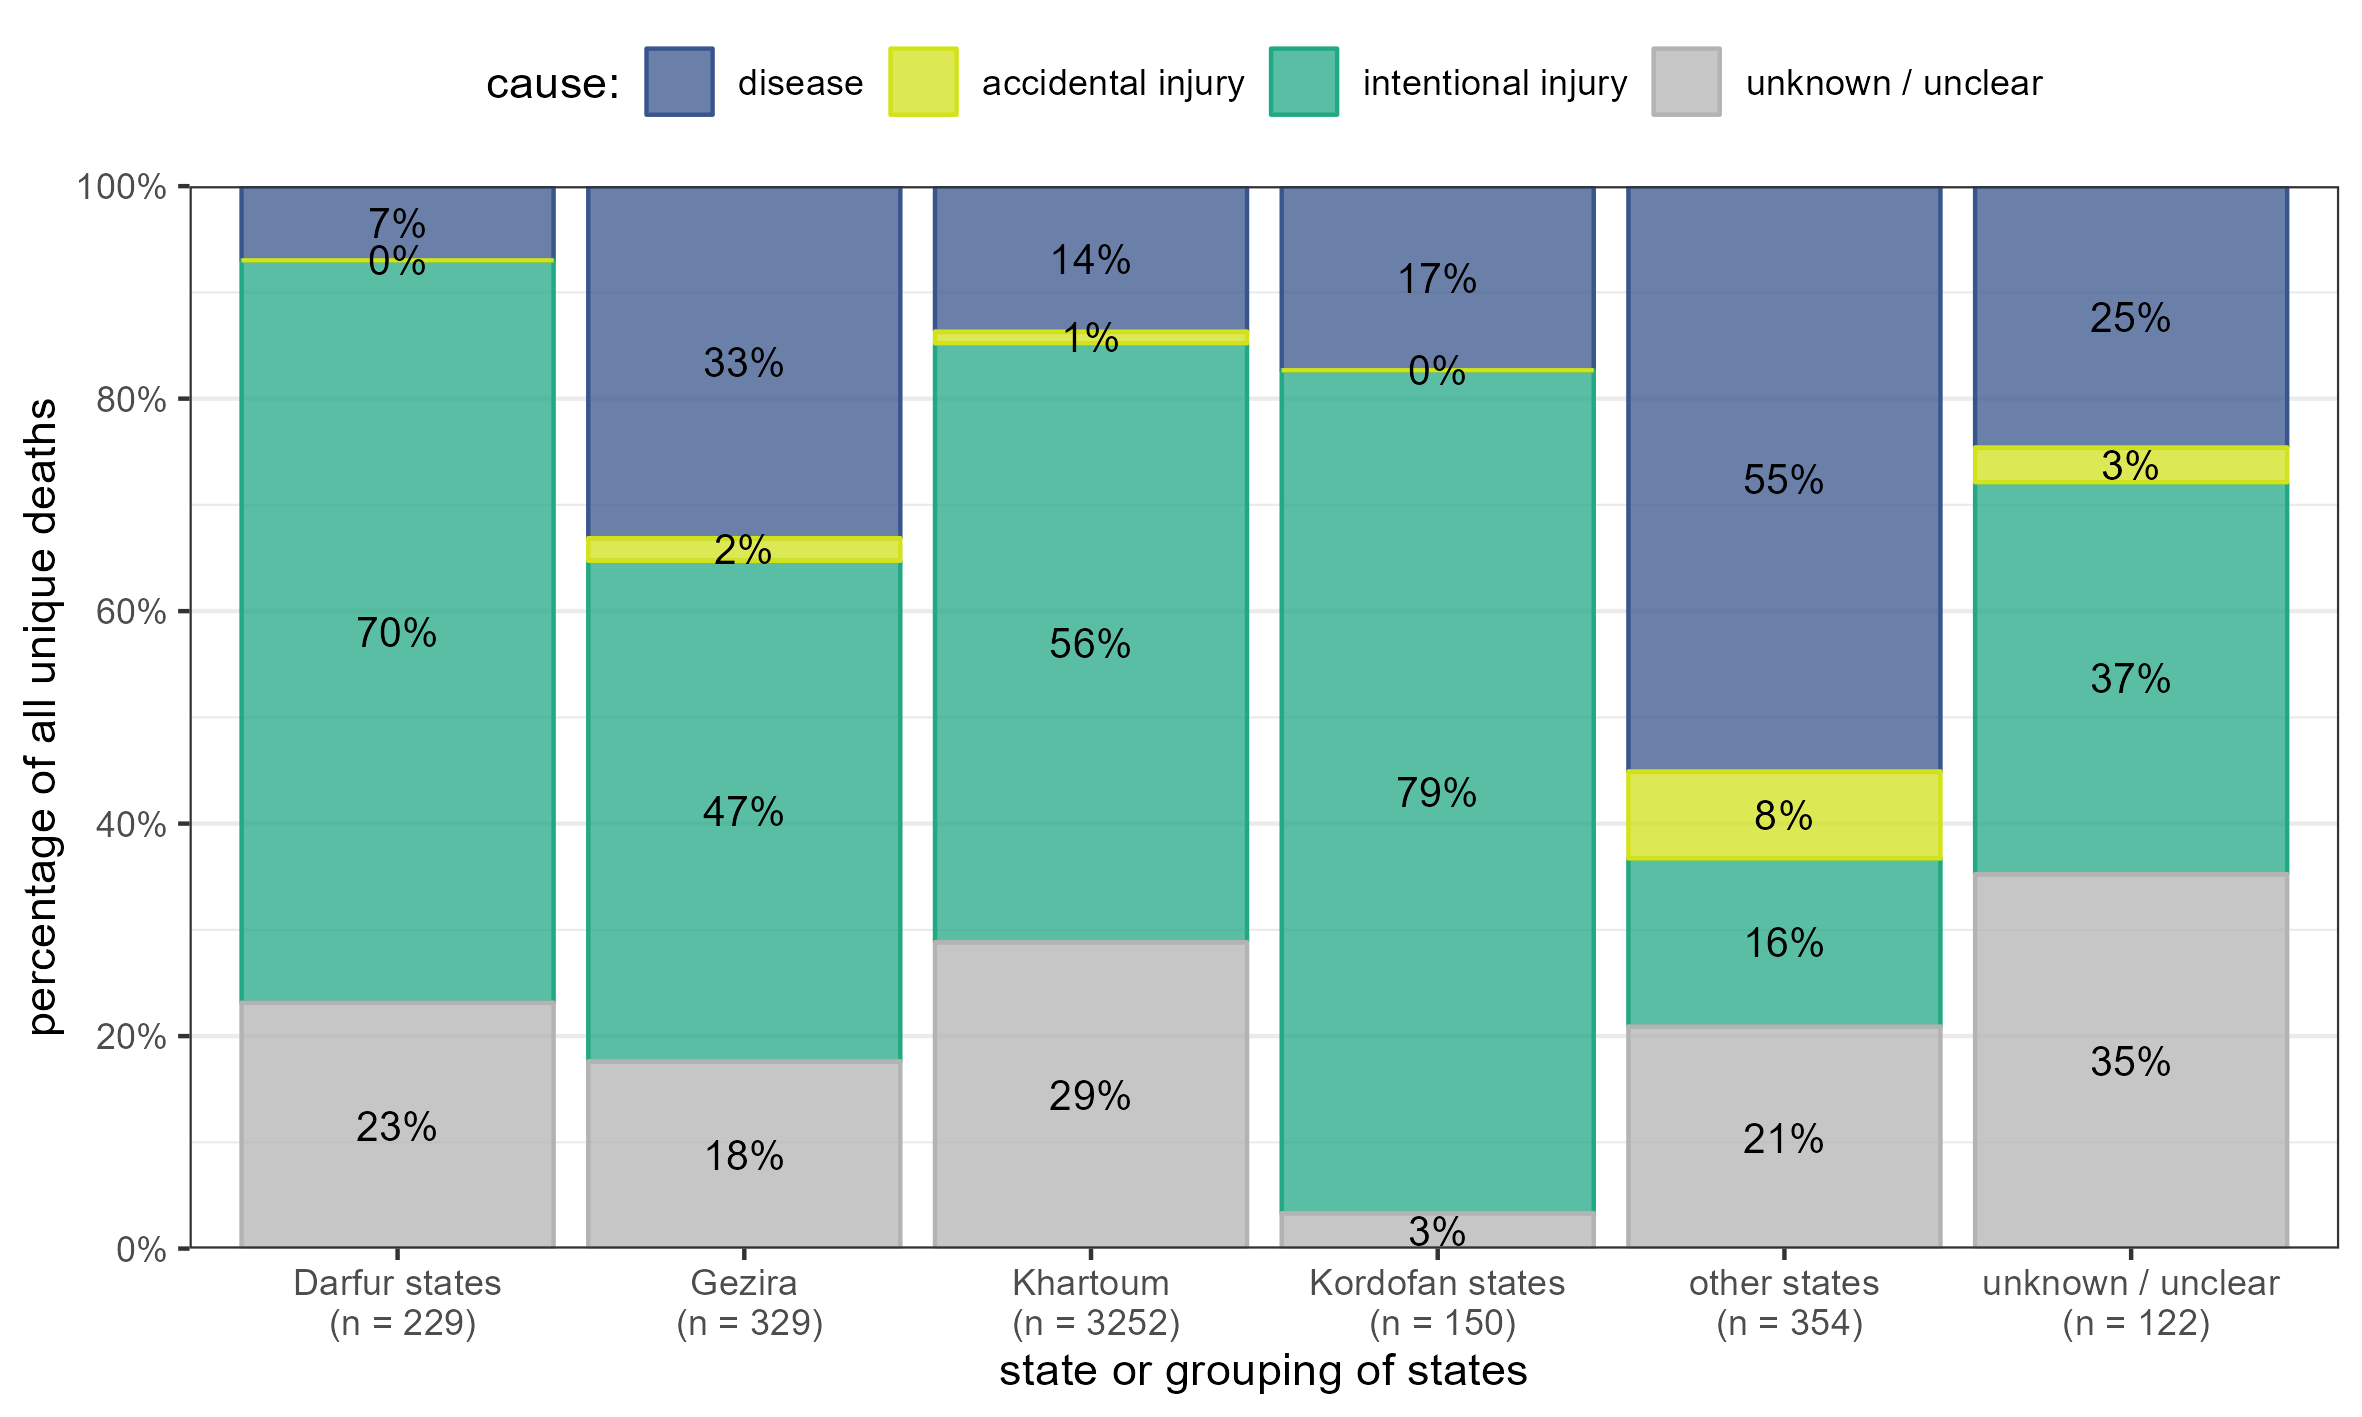 cause: disease accidental injury intentional injury unknown / unclear
percentage of all unique deaths
100%
80%
60%
40%
20%
0%
7%
0%
70%
23%
33%
2%
47%
18%
14%
1%
56%
29%
17%
0%
79%
3%
55%
8%
16%
21%
25%
3%
37%
35%
Darfur states
(n = 229)
Gezira
(n = 329)
Khartoum
(n = 3252)
Kordofan states
(n = 150)
other states
(n = 354)
unknown / unclear
(n = 122)
state or grouping of states